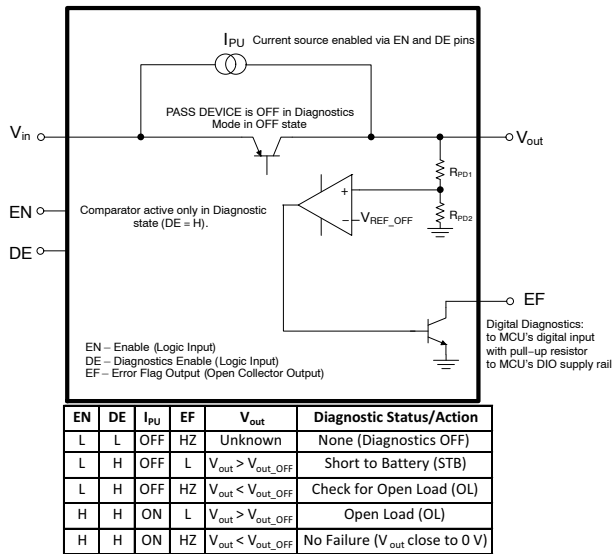 I_PU Current source enabled via EN and DE pins
PASS DEVICE is OFF in Diagnostics
Mode in OFF state
V_in
V_out
R_PD1
EN
Comparator active only in Diagnostic
state (DE = H).
+
−
V_REF_OFF
R_PD2
DE
EF
Digital Diagnostics:
to MCU's digital input
with pull−up resistor
to MCU's DIO supply rail
EN − Enable (Logic Input)
DE − Diagnostics Enable (Logic Input)
EF − Error Flag Output (Open Collector Output)
EN DE I_PU EF V_out Diagnostic Status/Action
L L OFF HZ Unknown None (Diagnostics OFF)
L H OFF L V_out > V_out_OFF Short to Battery (STB)
L H OFF HZ V_out < V_out_OFF Check for Open Load (OL)
H H ON L V_out > V_out_OFF Open Load (OL)
H H ON HZ V_out < V_out_OFF No Failure (V_out close to 0 V)